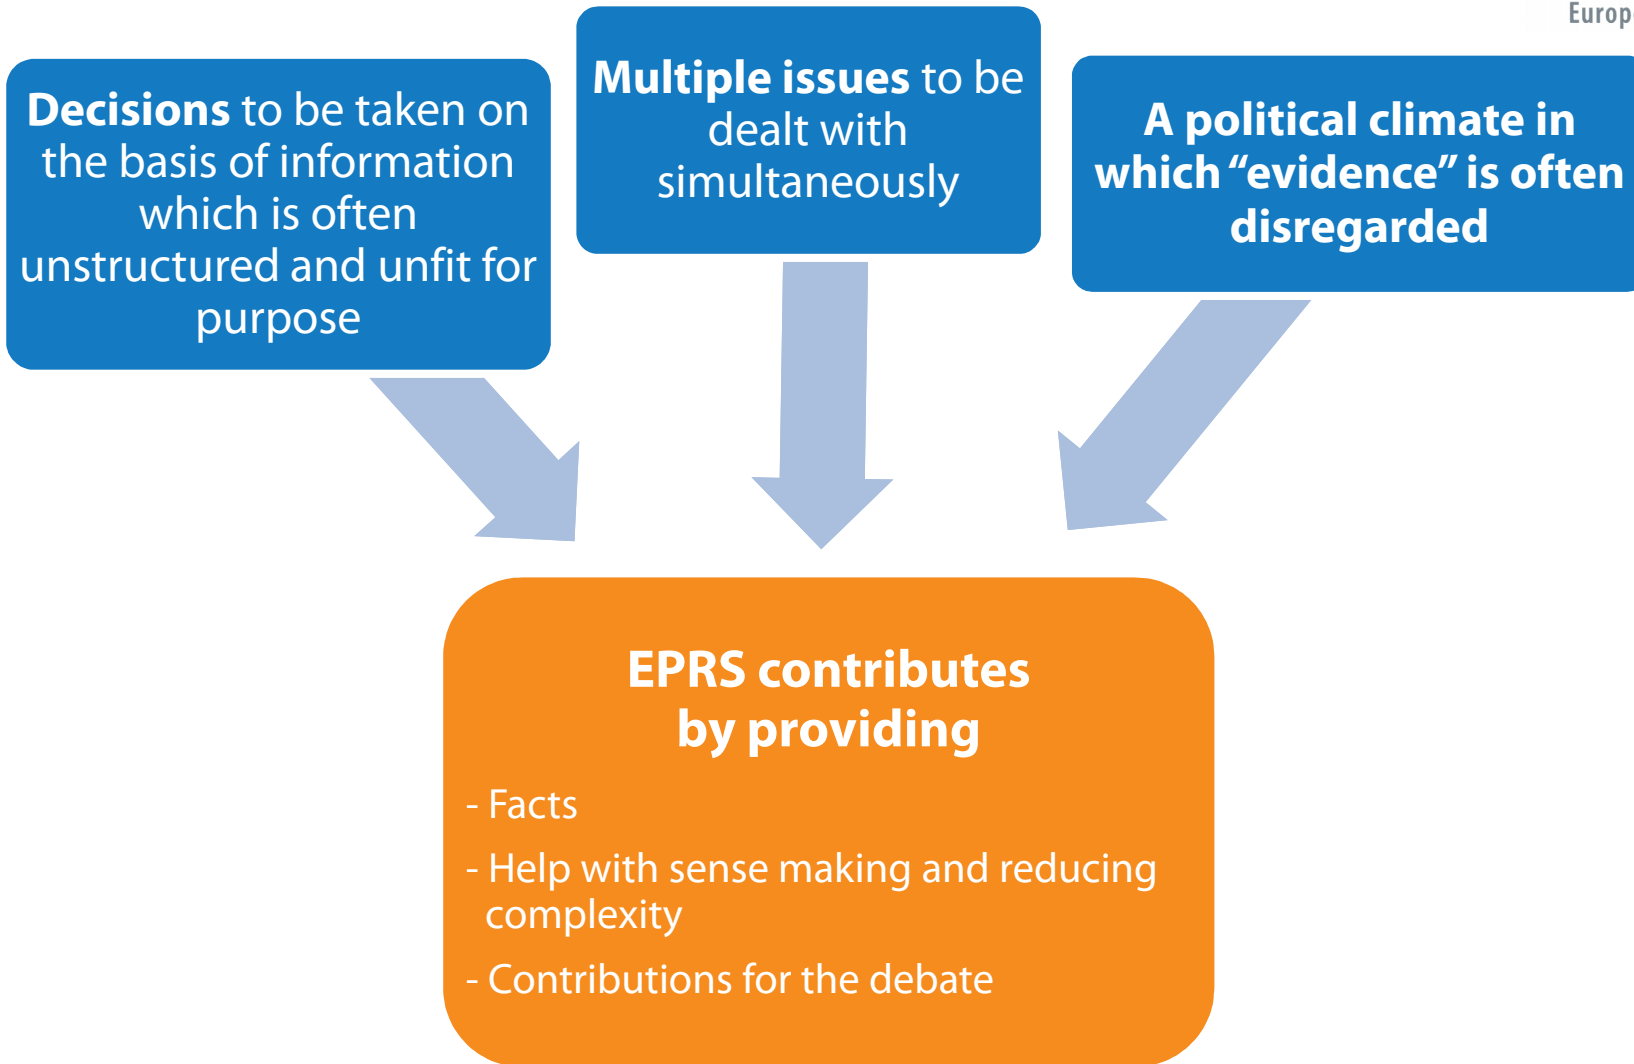 Europ
Decisions to be taken on
the basis of information
which is often
unstructured and unfit for
purpose
Multiple issues to be
dealt with
simultaneously
A political climate in
which “evidence” is often
disregarded
EPRS contributes
by providing
- Facts
- Help with sense making and reducing
complexity
- Contributions for the debate